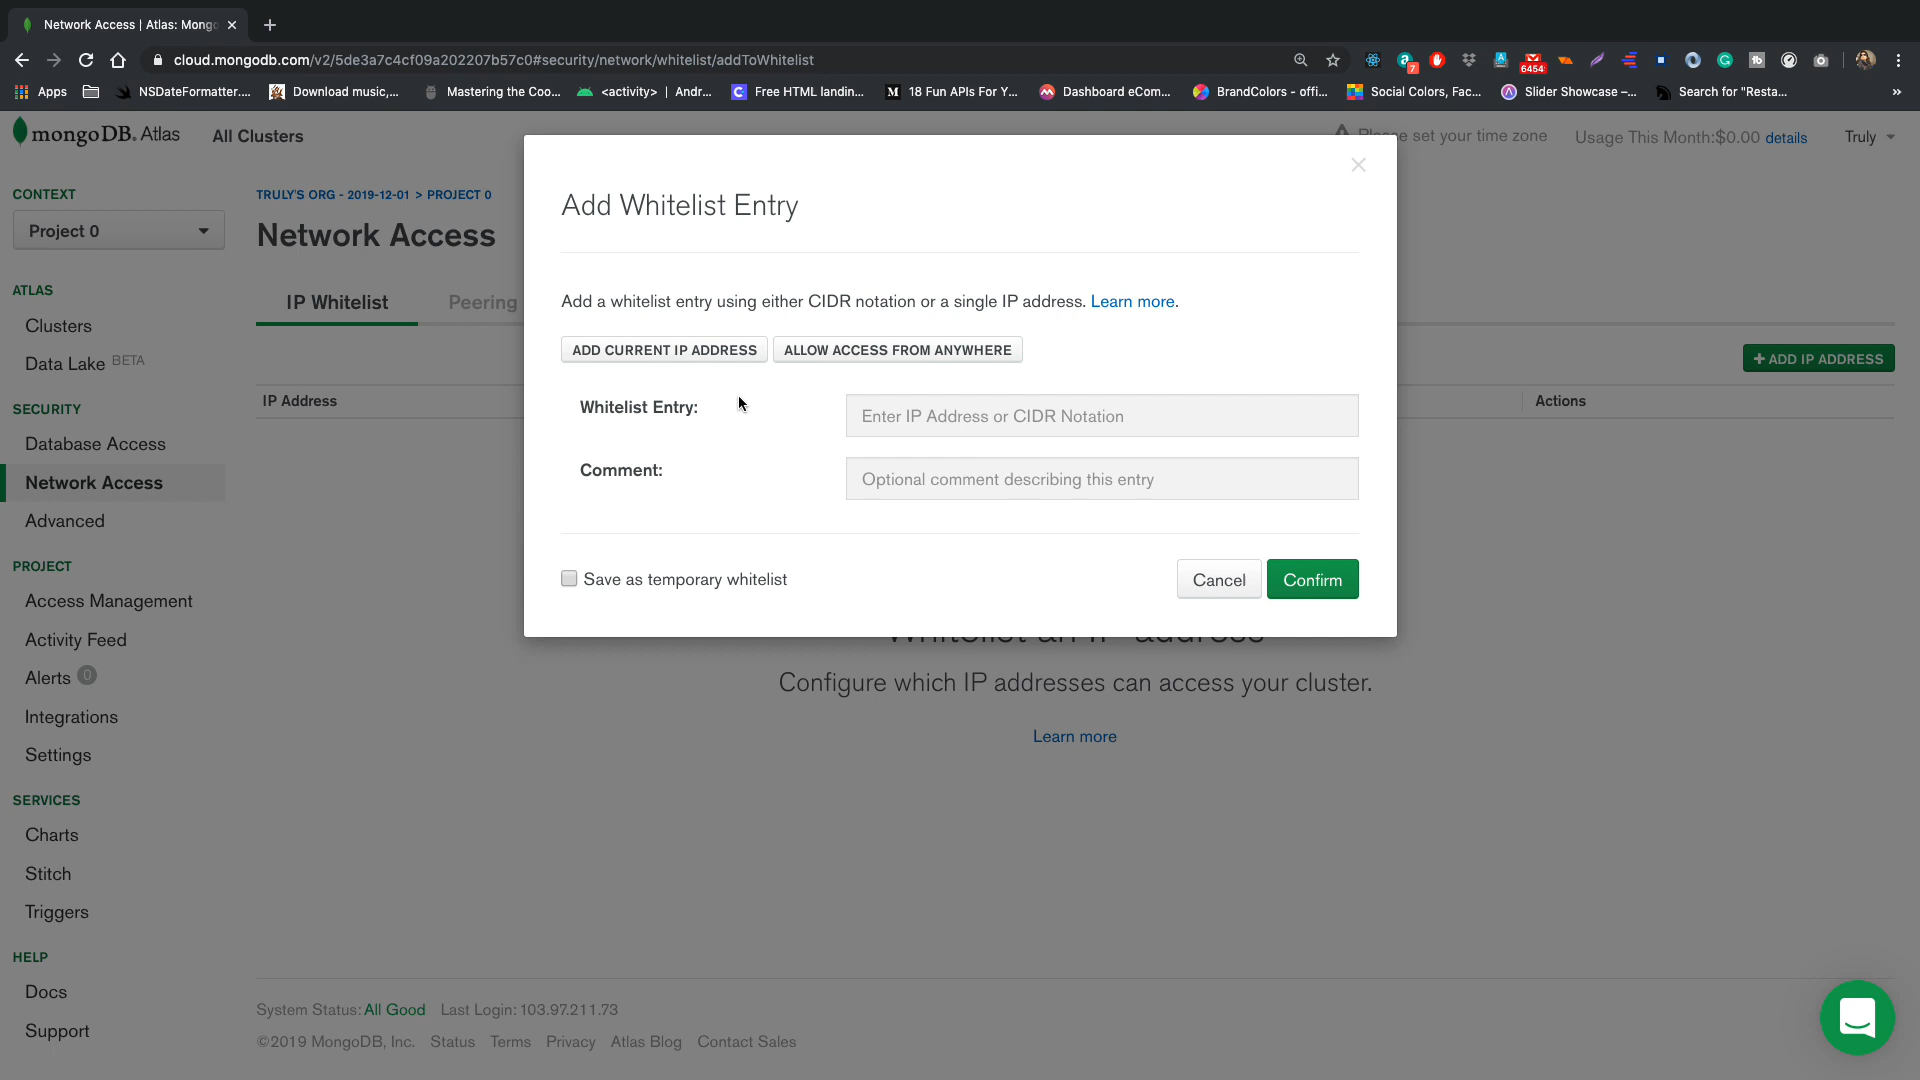 Network Access | Atlas: Mong
cloud.mongodb.com/v2/5de3a7c4cf09a202207b57c0#security/network/whitelist/addToWhitelist
7
6454
Apps
NSDateFormatter....
Download music,...
Mastering the Coo...
<activity> | Andr...
Free HTML landin...
18 Fun APIs For Y...
Dashboard eCom...
BrandColors - offi...
Social Colors, Fac...
Slider Showcase –...
Search for "Resta...
mongoDB. Atlas
All Clusters
Please set your time zone
Usage This Month:$0.00 details
Truly
CONTEXT
Project 0
ATLAS
Clusters
Data Lake BETA
SECURITY
Database Access
Network Access
Advanced
PROJECT
Access Management
Activity Feed
Alerts 0
Integrations
Settings
SERVICES
Charts
Stitch
Triggers
HELP
Docs
Support
TRULY'S ORG - 2019-12-01 > PROJECT 0
Network Access
IP Whitelist
Peering
+ ADD IP ADDRESS
IP Address
Actions
Add Whitelist Entry
Add a whitelist entry using either CIDR notation or a single IP address. Learn more.
ADD CURRENT IP ADDRESS
ALLOW ACCESS FROM ANYWHERE
Whitelist Entry:
Enter IP Address or CIDR Notation
Comment:
Optional comment describing this entry
Save as temporary whitelist
Cancel
Confirm
Whitelist an IP address
Configure which IP addresses can access your cluster.
Learn more
System Status: All Good Last Login: 103.97.211.73
©2019 MongoDB, Inc. Status Terms Privacy Atlas Blog Contact Sales